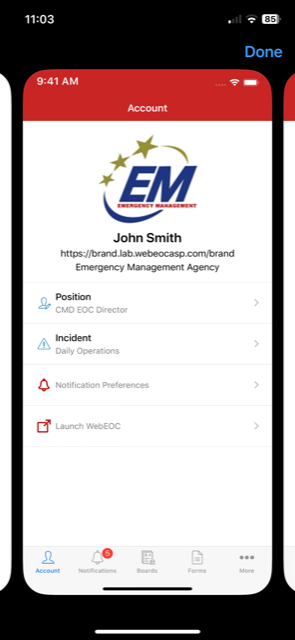 11:03
85
Done
9:41 AM
Account
EM
EMERGENCY MANAGEMENT
John Smith
https://brand.lab.webeocasp.com/brand
Emergency Management Agency
Position
CMD EOC Director
Incident
Daily Operations
Notification Preferences
Launch WebEOC
5
Account
Notifications
Boards
Forms
More